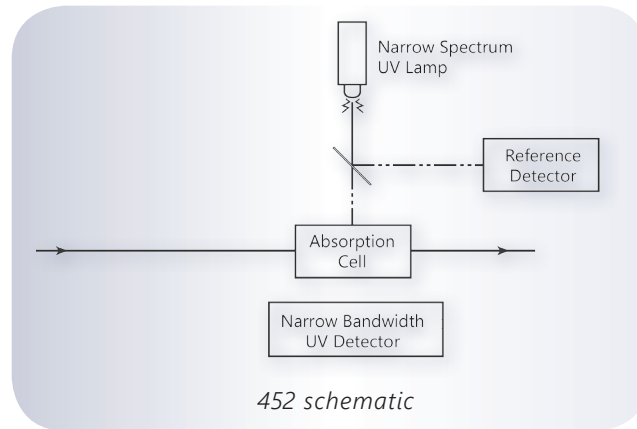 Narrow Spectrum
UV Lamp
Reference
Detector
Absorption
Cell
Narrow Bandwidth
UV Detector
452 schematic